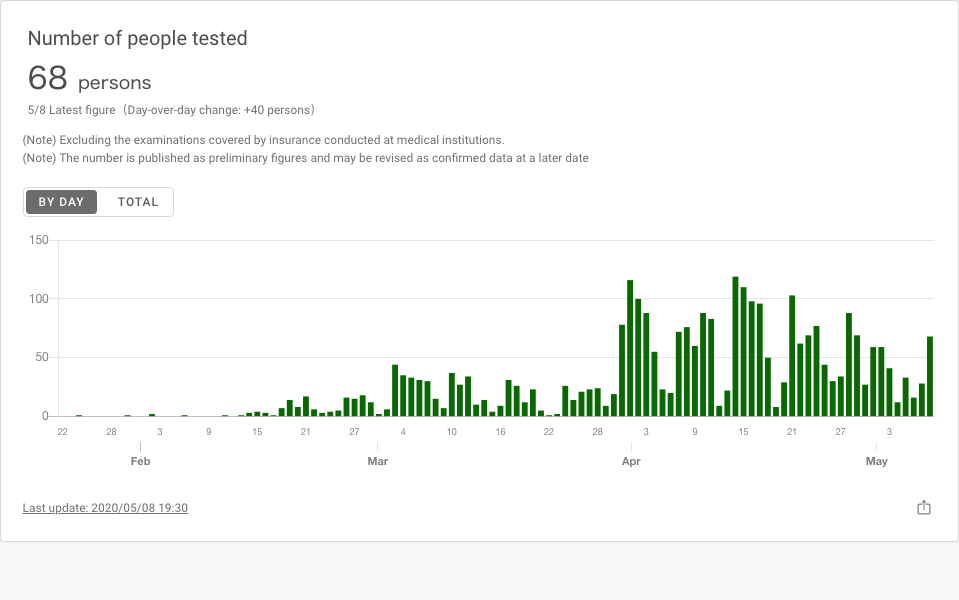 Number of people tested
68 persons
5/8 Latest figure（Day-over-day change: +40 persons）
(Note) Excluding the examinations covered by insurance conducted at medical institutions.
(Note) The number is published as preliminary figures and may be revised as confirmed data at a later date
BY DAY TOTAL
150
100
50
0
22 28 3 9 15 21 27 4 10 16 22 28 3 9 15 21 27 3
Feb Mar Apr May
Last update: 2020/05/08 19:30